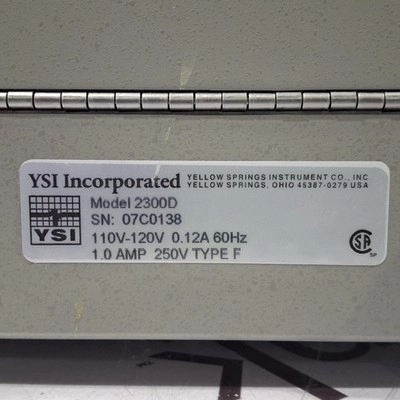 YSI Incorporated YELLOW SPRINGS INSTRUMENT CO., INC
YELLOW SPRINGS, OHIO 45387-0279 USA
Model 2300D
SN: 07C0138
YSI
110V-120V 0.12A 60Hz
1.0 AMP 250V TYPE F
SA